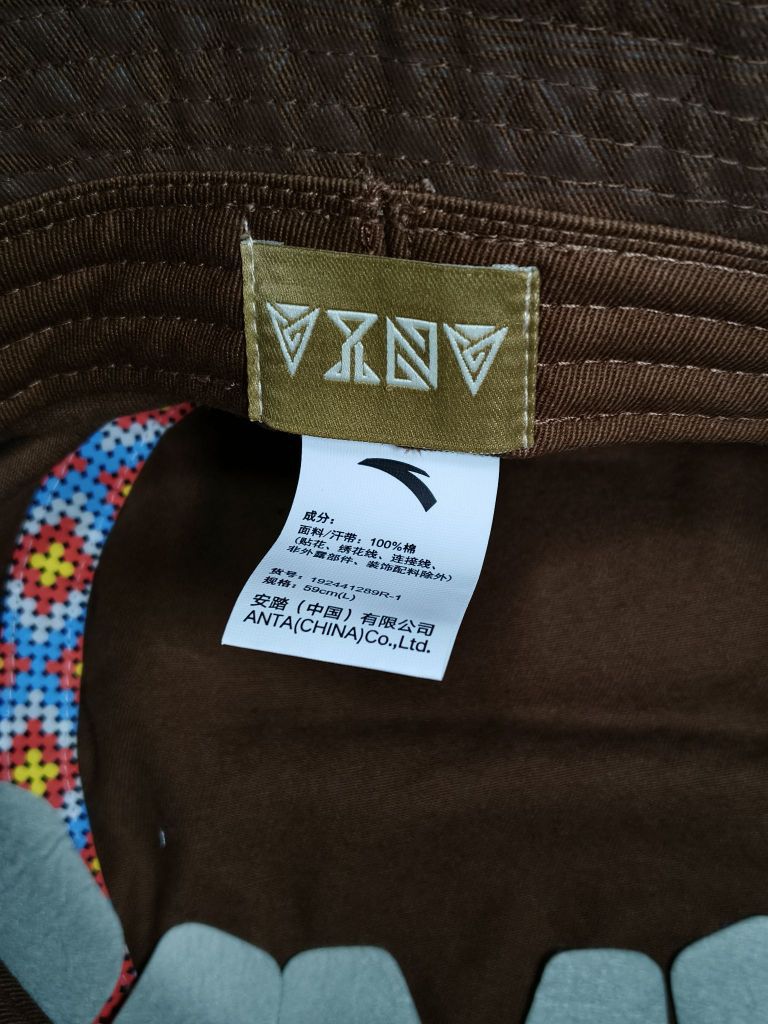 成分：
面料/汗带：100%棉
(贴花、绣花线、连接线、
非外露部件、装饰配料除外)
货号：192441289R-1
规格：59cm(L)
安踏（中国）有限公司
ANTA(CHINA)Co.,Ltd.